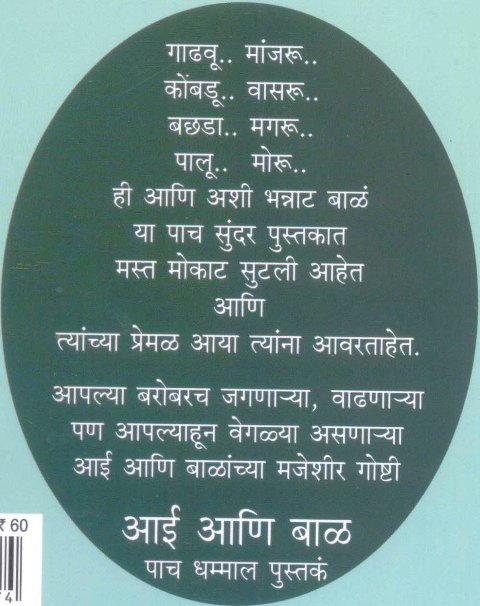 गाढवू.. मांजरू..
कोंबडू.. वासरू..
बछडा.. मगरू..
पालू.. मोरू..
ही आणि अशी भन्नाट बाळं
या पाच सुंदर पुस्तकात
मस्त मोकाट सुटली आहेत
आणि
त्यांच्या प्रेमळ आया त्यांना आवरताहेत.
आपल्या बरोबरच जगणाऱ्या, वाढणाऱ्या
पण आपल्याहून वेगळ्या असणाऱ्या
आई आणि बाळांच्या मजेशीर गोष्टी
आई आणि बाळ
पाच धम्माल पुस्तकं
₹ 60
4